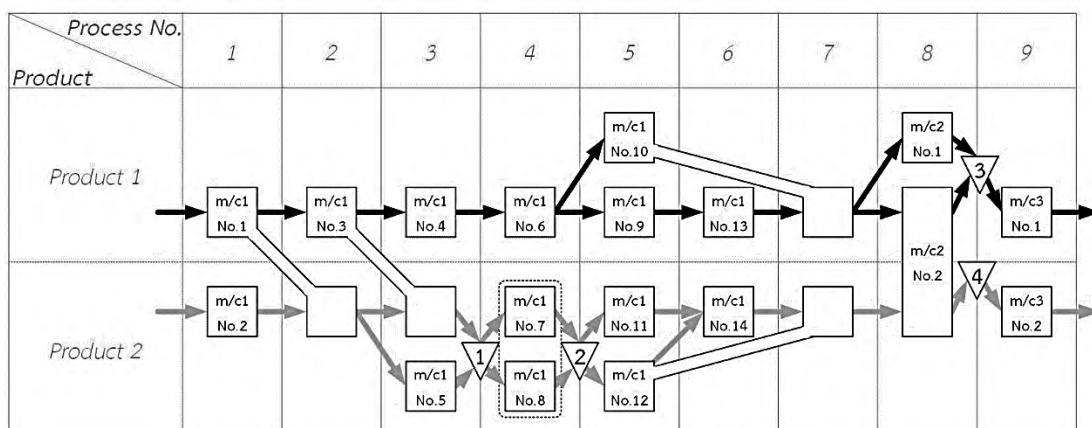 Process No.
Product
1 2 3 4 5 6 7 8 9
Product 1
m/c1
No.10
m/c2
No.1
3
m/c1
No.1
m/c1
No.3
m/c1
No.4
m/c1
No.6
m/c1
No.9
m/c1
No.13
m/c3
No.1
m/c2
No.2
Product 2
m/c1
No.2
m/c1
No.7
m/c1
No.11
m/c1
No.14
4
m/c3
No.2
1
2
m/c1
No.5
m/c1
No.8
m/c1
No.12